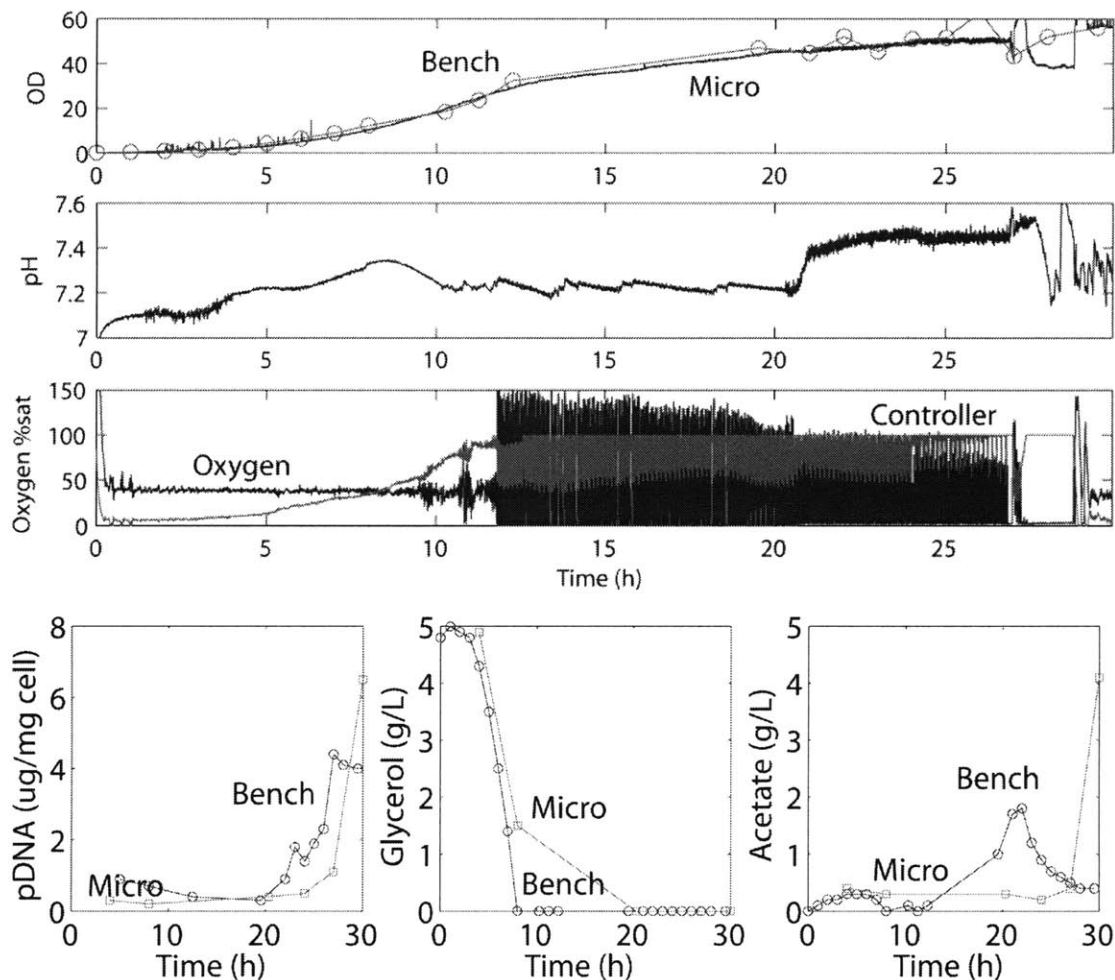 60
40
20
0
OD
Bench
Micro
0 5 10 15 20 25
7.6
7.4
7.2
7
pH
0 5 10 15 20 25
150
100
50
0
Oxygen %sat
Oxygen
Controller
0 5 10 15 20 25
Time (h)
8
6
4
2
0
pDNA (ug/mg cell)
Bench
Micro
0 10 20 30
Time (h)
5
4
3
2
1
0
Glycerol (g/L)
Micro
Bench
0 10 20 30
Time (h)
5
4
3
2
1
0
Acetate (g/L)
Bench
Micro
0 10 20 30
Time (h)